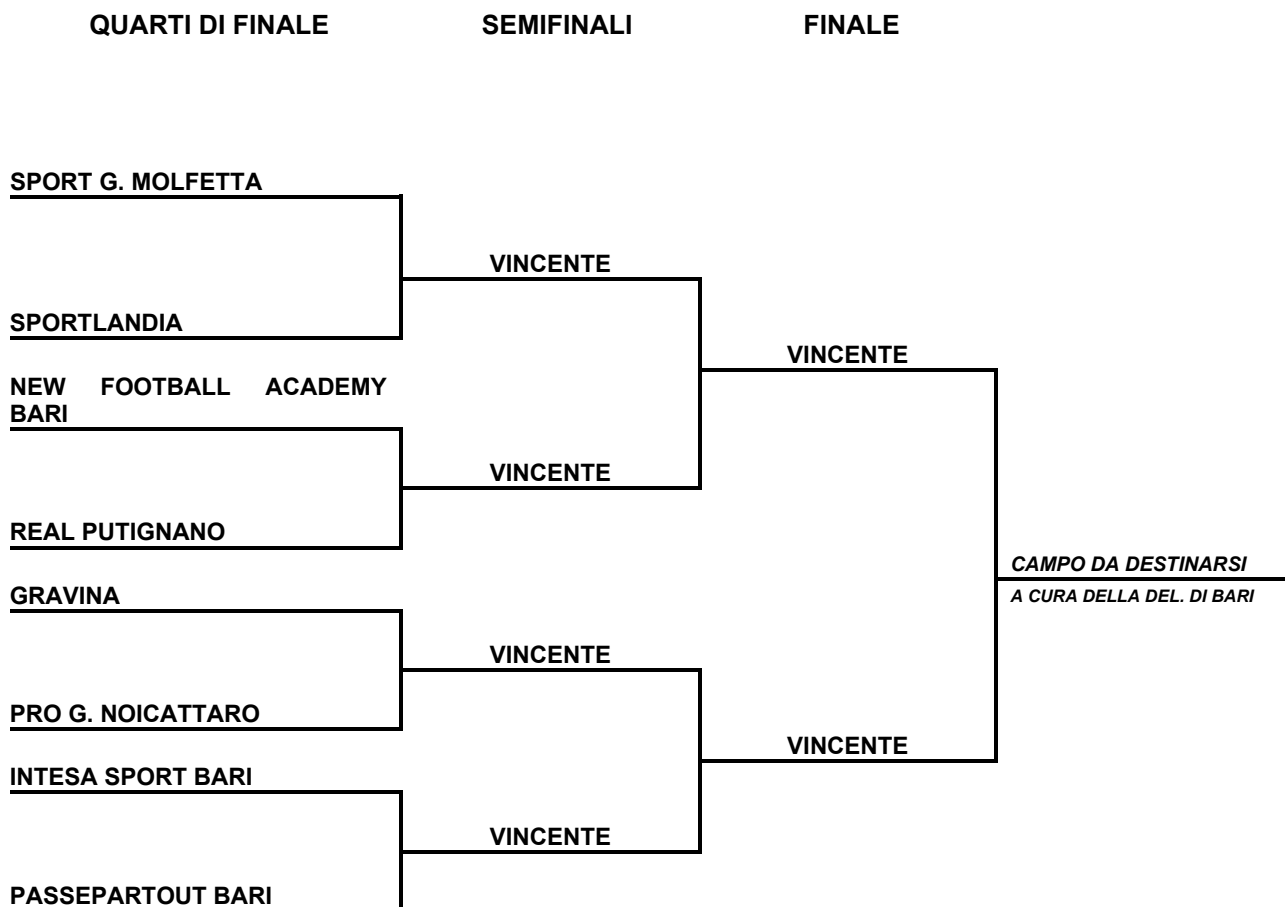 QUARTI DI FINALE SEMIFINALI FINALE
SPORT G. MOLFETTA
VINCENTE
SPORTLANDIA
VINCENTE
NEW FOOTBALL ACADEMY
BARI
VINCENTE
REAL PUTIGNANO
CAMPO DA DESTINARSI
GRAVINA
A CURA DELLA DEL. DI BARI
VINCENTE
PRO G. NOICATTARO
VINCENTE
INTESA SPORT BARI
VINCENTE
PASSEPARTOUT BARI